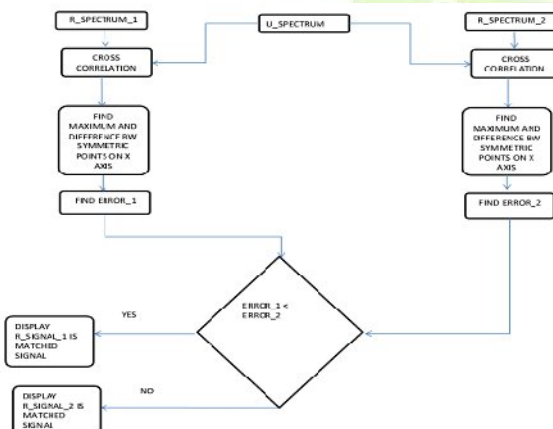 R_SPECTRUM_1
U_SPECTRUM
R_SPECTRUM_2
CROSS
CORRELATION
CROSS
CORRELATION
FIND
MAXIMUM AND
DIFFERENCE BW
SYMMETRIC
POINTS ON X
AXIS
FIND
MAXIMUM AND
DIFFERENCE BW
SYMMETRIC
POINTS ON X
AXIS
FIND ERROR_1
FIND ERROR_2
ERROR_1 <
ERROR_2
YES
DISPLAY
R_SIGNAL_1 IS
MATCHED
SIGNAL
NO
DISPLAY
R_SIGNAL_2 IS
MATCHED
SIGNAL